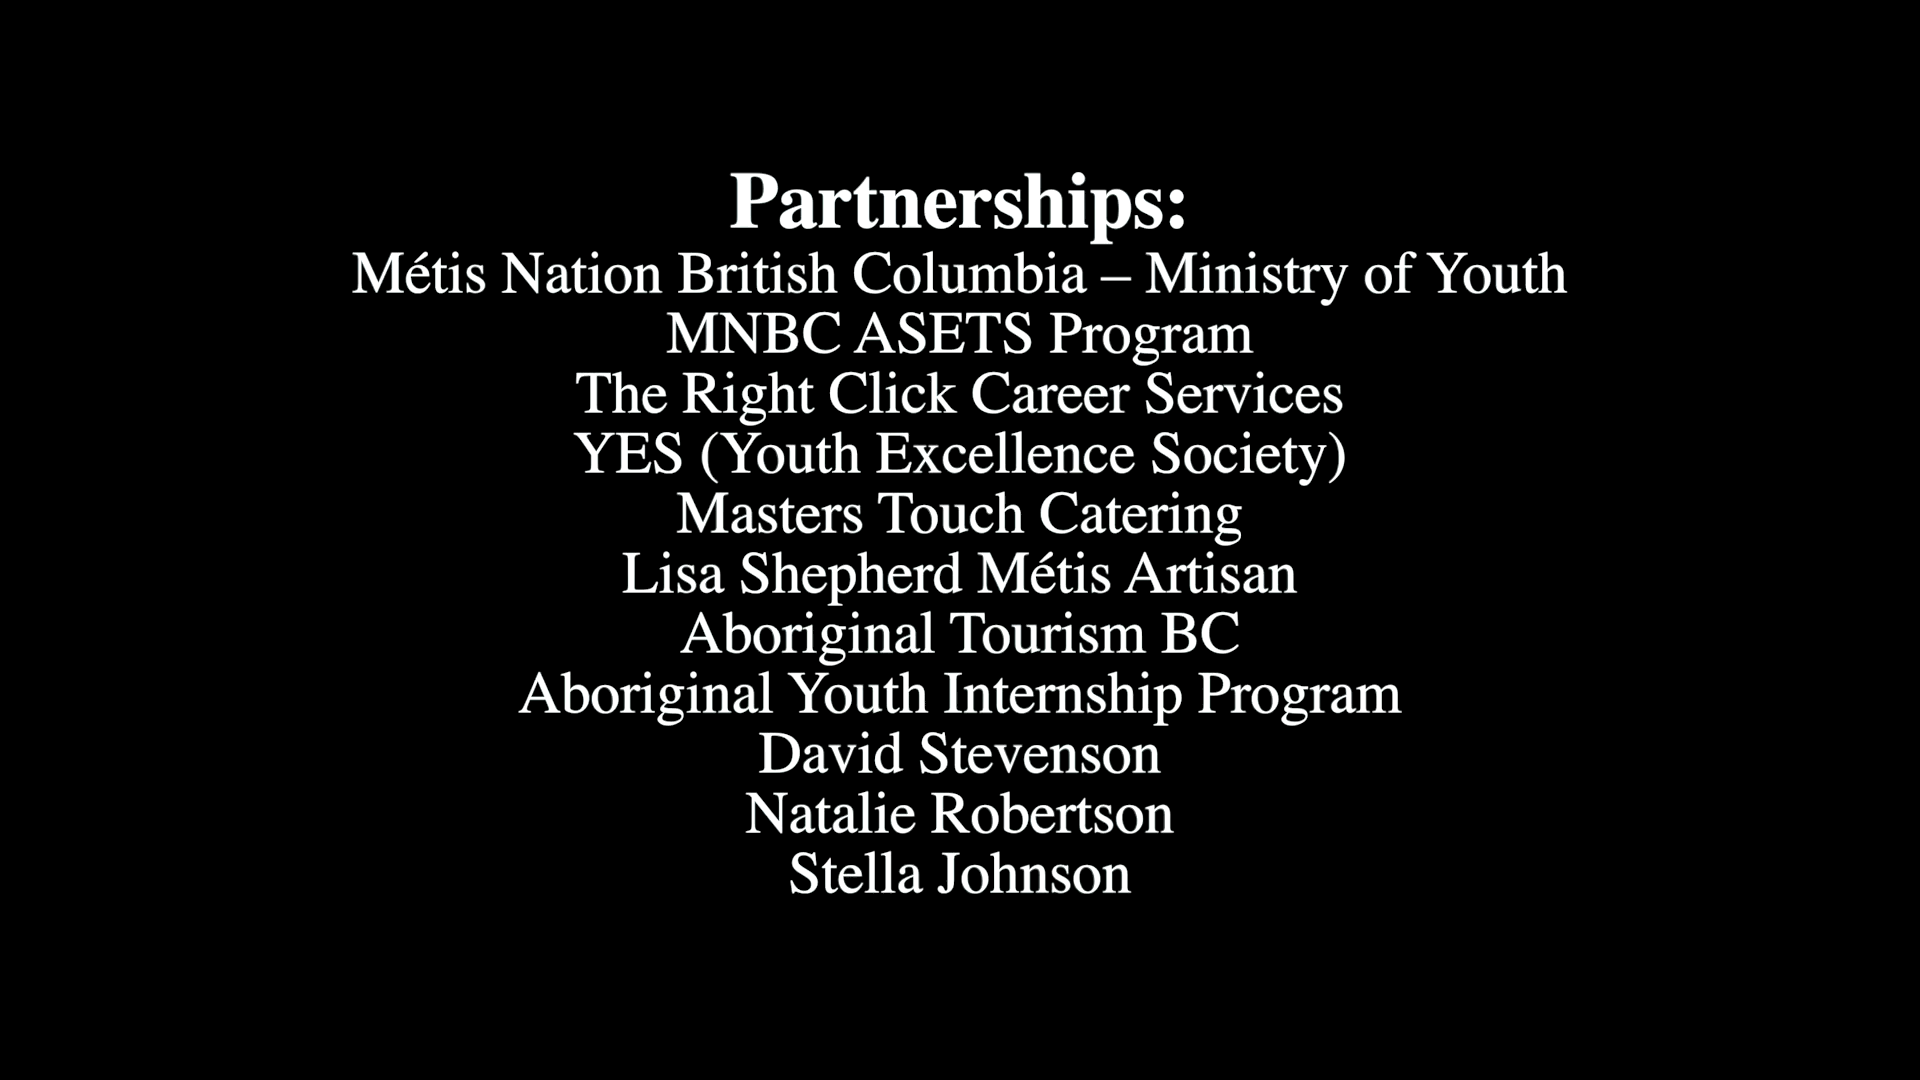 Partnerships:
Métis Nation British Columbia – Ministry of Youth
MNBC ASETS Program
The Right Click Career Services
YES (Youth Excellence Society)
Masters Touch Catering
Lisa Shepherd Métis Artisan
Aboriginal Tourism BC
Aboriginal Youth Internship Program
David Stevenson
Natalie Robertson
Stella Johnson